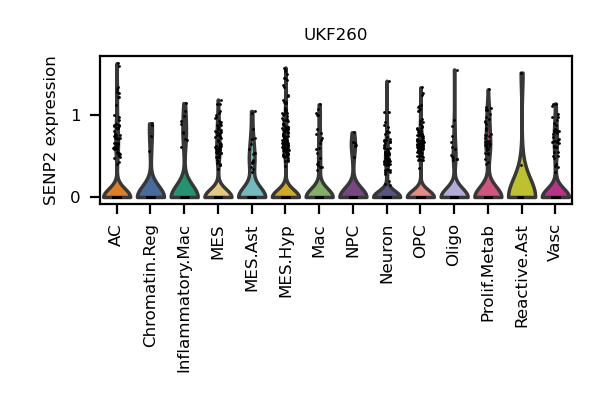 UKF260
SENP2 expression
1
0
AC
Chromatin.Reg
Inflammatory.Mac
MES
MES.Ast
MES.Hyp
Mac
NPC
Neuron
OPC
Oligo
Prolif.Metab
Reactive.Ast
Vasc